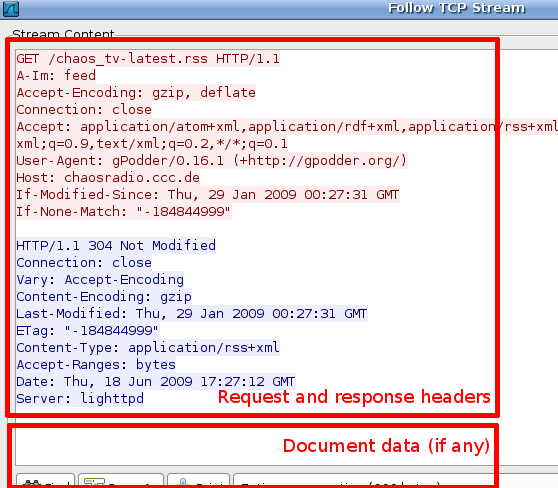 Follow TCP Stream
Stream Content
GET /chaos_tv-latest.rss HTTP/1.1
A-Im: feed
Accept-Encoding: gzip, deflate
Connection: close
Accept: application/atom+xml,application/rdf+xml,application/rss+xml
xml;q=0.9,text/xml;q=0.2,*/*;q=0.1
User-Agent: gPodder/0.16.1 (+http://gpodder.org/)
Host: chaosradio.ccc.de
If-Modified-Since: Thu, 29 Jan 2009 00:27:31 GMT
If-None-Match: "-184844999"
HTTP/1.1 304 Not Modified
Connection: close
Vary: Accept-Encoding
Content-Encoding: gzip
Last-Modified: Thu, 29 Jan 2009 00:27:31 GMT
ETag: "-184844999"
Content-Type: application/rss+xml
Accept-Ranges: bytes
Date: Thu, 18 Jun 2009 17:27:12 GMT
Server: lighttpd
Request and response headers
Document data (if any)